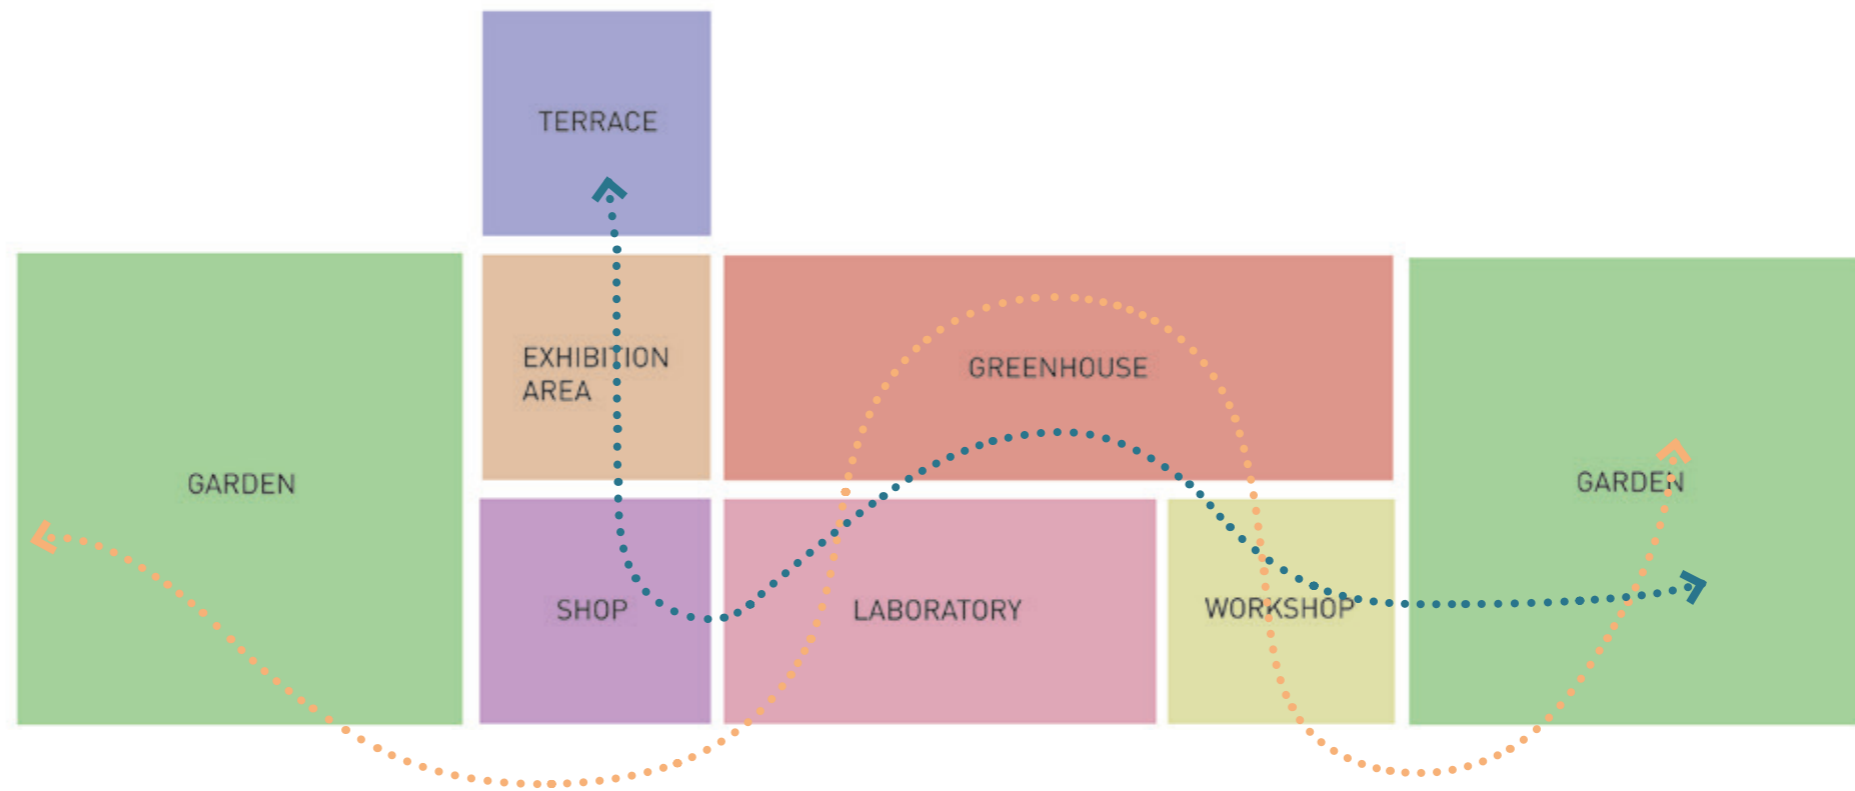 TERRACE
EXHIBITION
AREA
GREENHOUSE
GARDEN
GARDEN
SHOP
LABORATORY
WORKSHOP